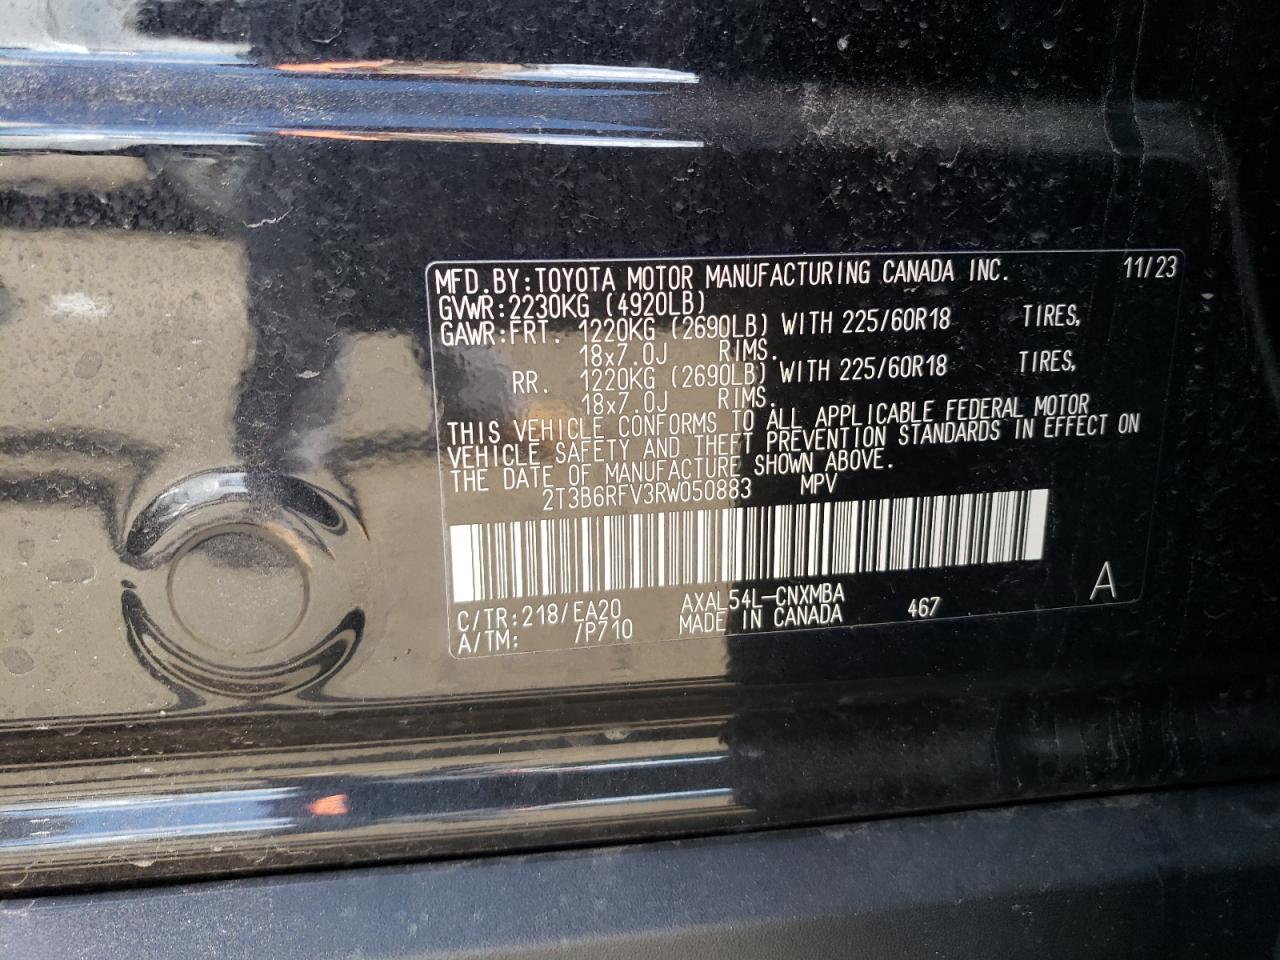 MFD.BY:TOYOTA MOTOR MANUFACTURING CANADA INC. 11/23
GVWR:2230KG (4920LB)
GAWR:FRT. 1220KG (2690LB) WITH 225/60R18 TIRES,
18x7.0J RIMS.
RR. 1220KG (2690LB) WITH 225/60R18 TIRES,
18x7.0J RIMS.
THIS VEHICLE CONFORMS TO ALL APPLICABLE FEDERAL MOTOR
VEHICLE SAFETY AND THEFT PREVENTION STANDARDS IN EFFECT ON
THE DATE OF MANUFACTURE SHOWN ABOVE.
2T3B6RFV3RW050883 MPV
C/TR:218/EA20 AXAL54L-CNXMBA 467 A
A/TM: /P710 MADE IN CANADA